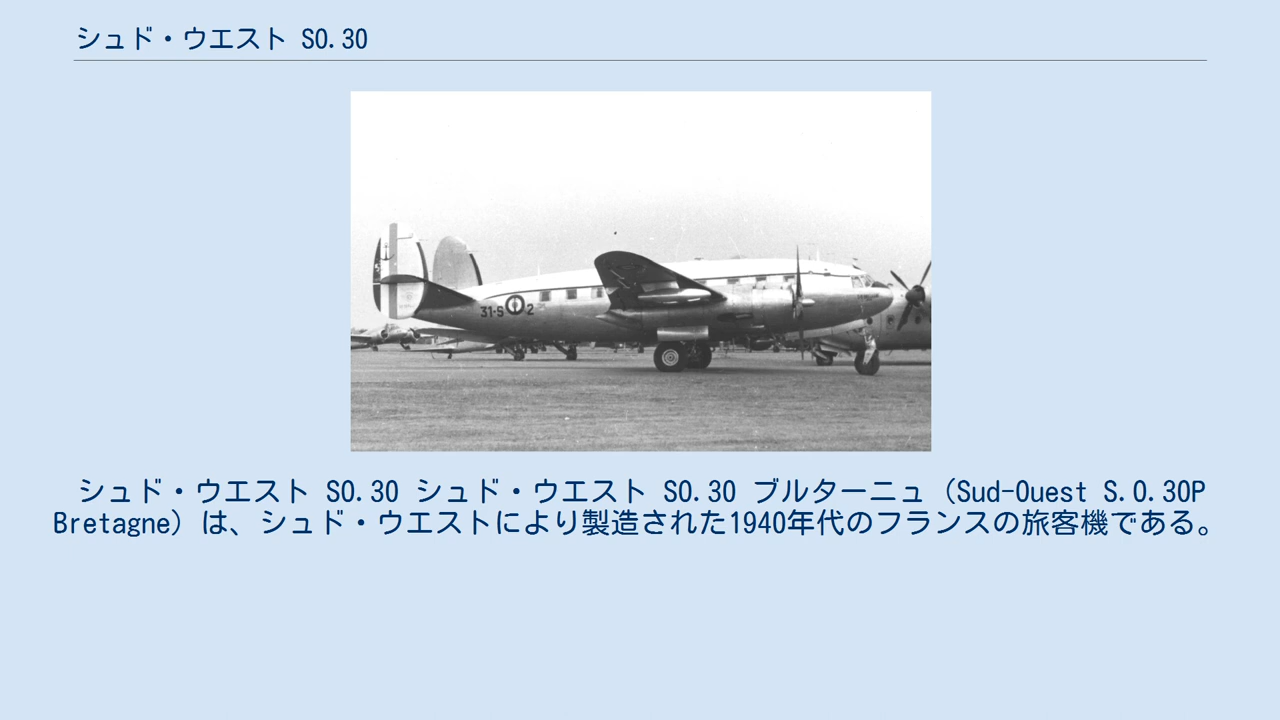 シュド・ウエスト SO.30
31-S 2
シュド・ウエスト SO.30 シュド・ウエスト SO.30 ブルターニュ（Sud-Ouest S.O.30P
Bretagne）は、シュド・ウエストにより製造された1940年代のフランスの旅客機である。